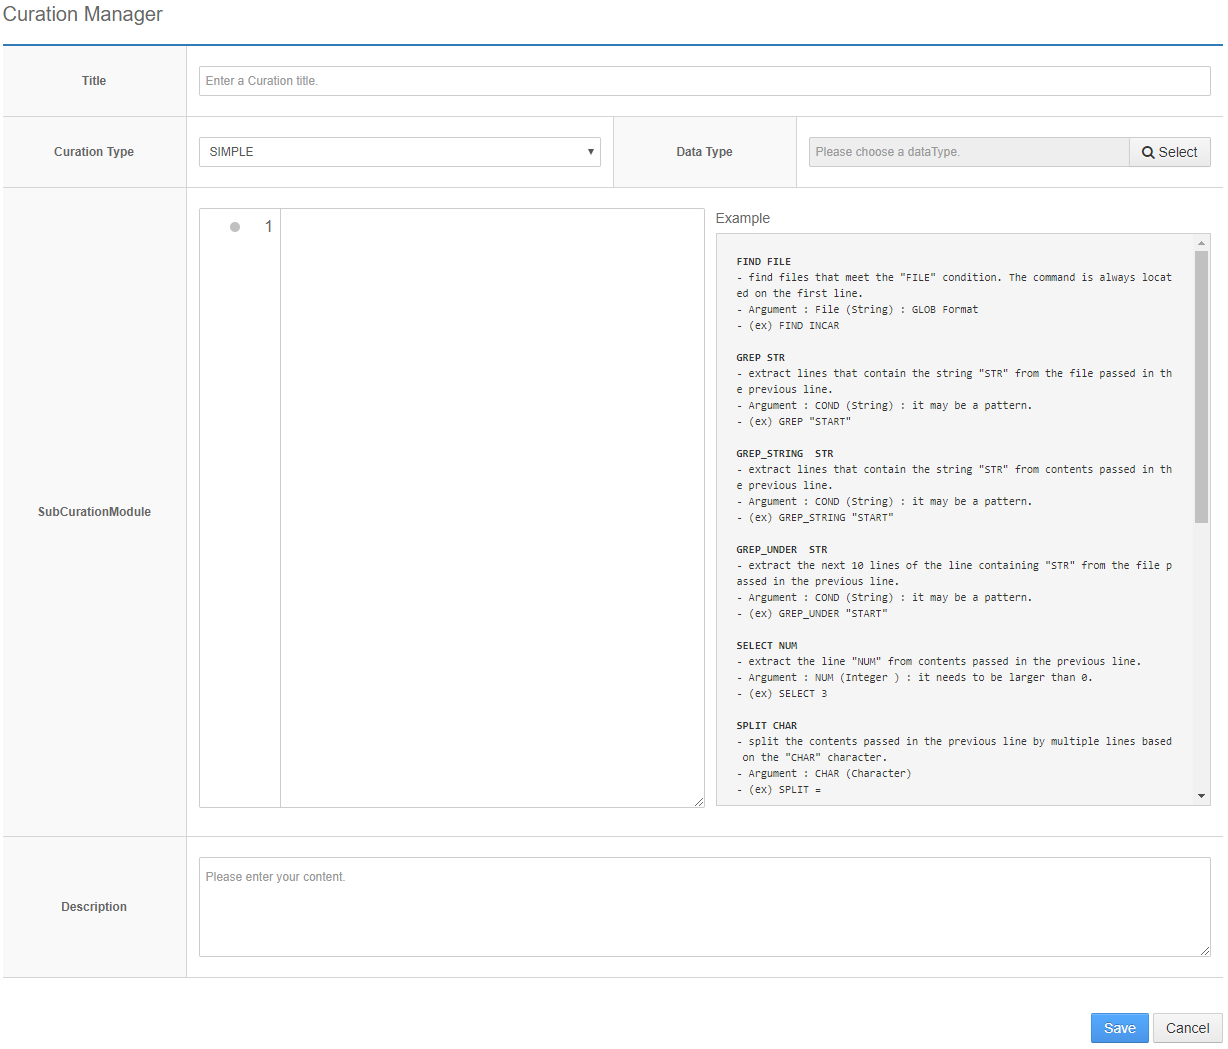 Curation Manager
Title
Enter a Curation title.
Curation Type
SIMPLE
Data Type
Please choose a dataType.
Select
SubCurationModule
1
Example
FIND FILE
- find files that meet the "FILE" condition. The command is always locat
ed on the first line.
- Argument : File (String) : GLOB Format
- (ex) FIND INCAR
GREP STR
- extract lines that contain the string "STR" from the file passed in th
e previous line.
- Argument : COND (String) : it may be a pattern.
- (ex) GREP "START"
GREP_STRING  STR
- extract lines that contain the string "STR" from contents passed in th
e previous line.
- Argument : COND (String) : it may be a pattern.
- (ex) GREP_STRING "START"
GREP_UNDER  STR
- extract the next 10 lines of the line containing "STR" from the file p
assed in the previous line.
- Argument : COND (String) : it may be a pattern.
- (ex) GREP_UNDER "START"
SELECT NUM
- extract the line "NUM" from contents passed in the previous line.
- Argument : NUM (Integer ) : it needs to be larger than 0.
- (ex) SELECT 3
SPLIT CHAR
- split the contents passed in the previous line by multiple lines based
 on the "CHAR" character.
- Argument : CHAR (Character)
- (ex) SPLIT =
Description
Please enter your content.
Save
Cancel